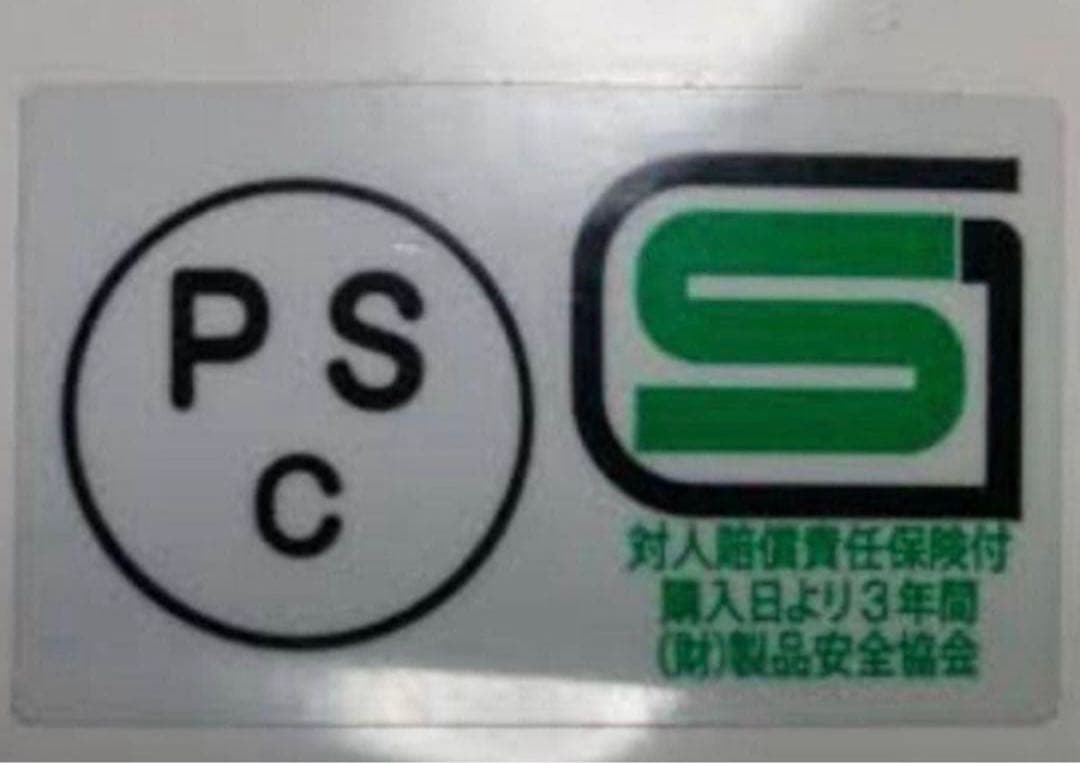 P S
C
SG
対人賠償責任保険付
購入日より3年間
(財)製品安全協会